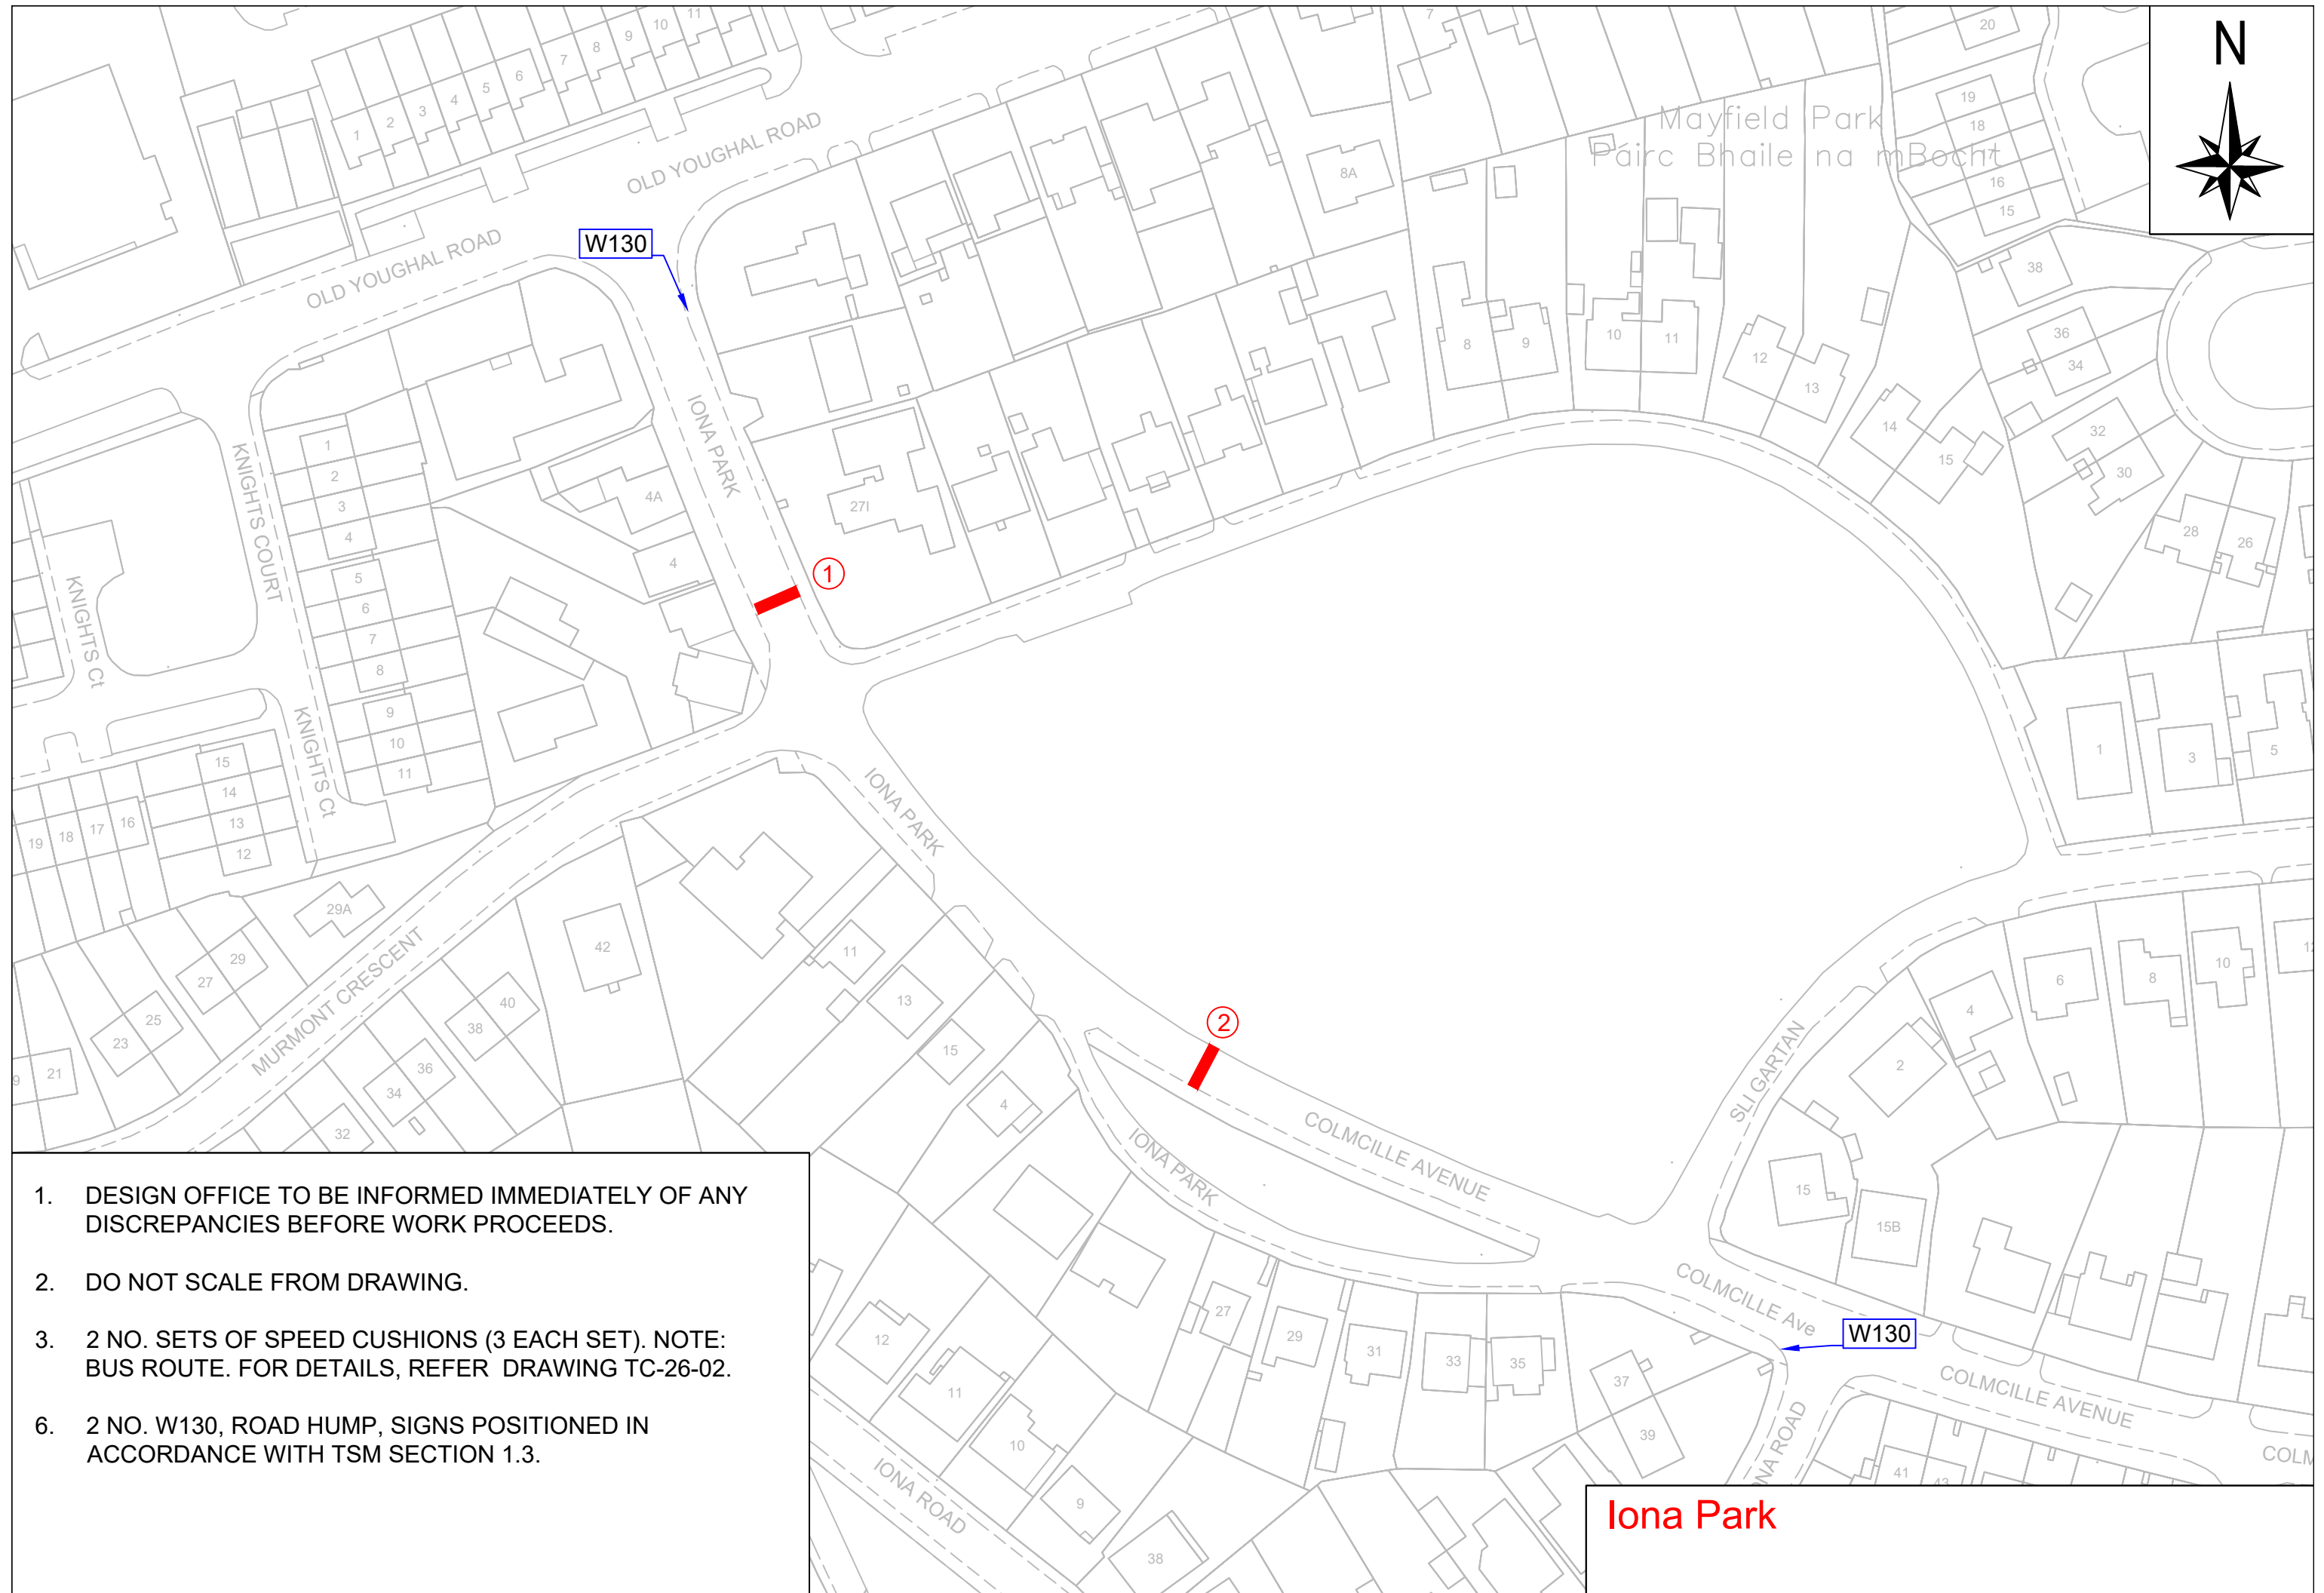 11
10
9
8
7
6
5
4
3
2
1
7
20
N
OLD YOUGHAL ROAD
Mayfield Park
Páirc Bhaile na mBocht
19
18
16
15
8A
OLD YOUGHAL ROAD
W130
38
36
34
8
9
10
11
12
13
14
15
32
30
28
26
IONA PARK
KNIGHTS COURT
1
2
3
4
5
6
7
8
9
10
11
4A
4
27I
1
KNIGHTS Ct
KNIGHTS Ct
15
14
13
12
19
18
17
16
IONA PARK
1
3
5
29A
29
27
25
23
21
9
MURMONT CRESCENT
42
40
38
36
34
32
11
13
15
4
2
COLMCILLE AVENUE
IONA PARK
SLI GARTAN
2
4
6
8
10
15
15B
COLMCILLE Ave
W130
COLMCILLE AVENUE
12
11
10
9
38
27
29
31
33
35
37
39
41
43
IONA ROAD
1. DESIGN OFFICE TO BE INFORMED IMMEDIATELY OF ANY
DISCREPANCIES BEFORE WORK PROCEEDS.
2. DO NOT SCALE FROM DRAWING.
3. 2 NO. SETS OF SPEED CUSHIONS (3 EACH SET). NOTE:
BUS ROUTE. FOR DETAILS, REFER DRAWING TC-26-02.
6. 2 NO. W130, ROAD HUMP, SIGNS POSITIONED IN
ACCORDANCE WITH TSM SECTION 1.3.
Iona Park